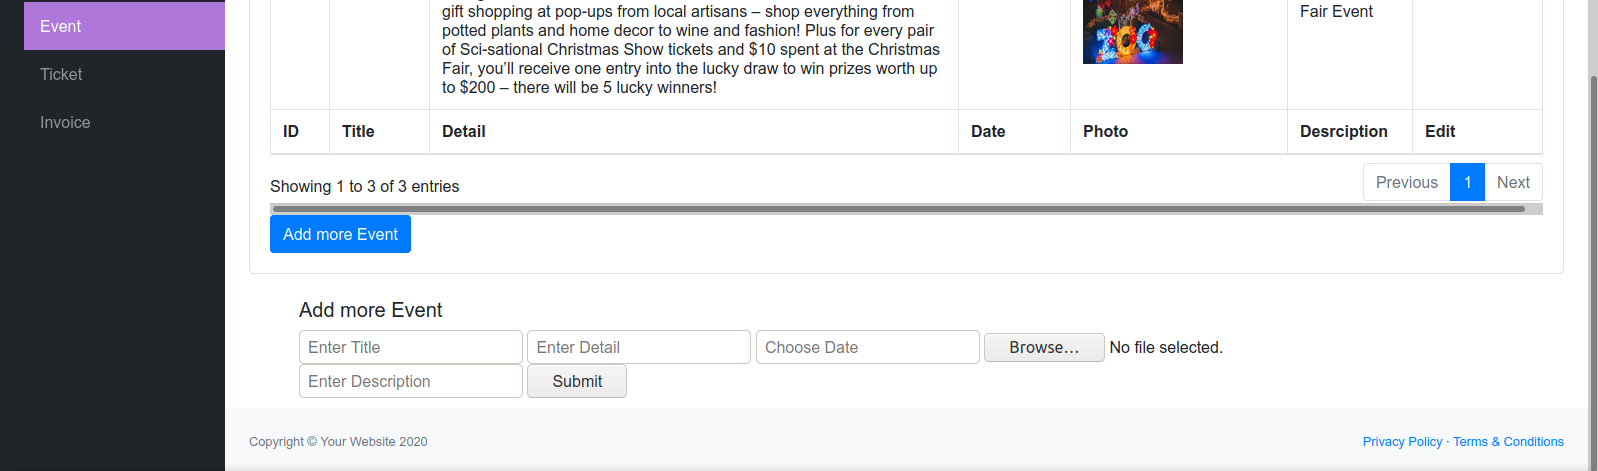 Event
Ticket
Invoice
gift shopping at pop-ups from local artisans – shop everything from
potted plants and home decor to wine and fashion! Plus for every pair
of Sci-sational Christmas Show tickets and $10 spent at the Christmas
Fair, you’ll receive one entry into the lucky draw to win prizes worth up
to $200 – there will be 5 lucky winners!
ZOO
Fair Event
ID Title Detail Date Photo Desrciption Edit
Showing 1 to 3 of 3 entries
Previous 1 Next
Add more Event
Add more Event
Enter Title Enter Detail Choose Date Browse... No file selected.
Enter Description Submit
Copyright © Your Website 2020
Privacy Policy · Terms & Conditions